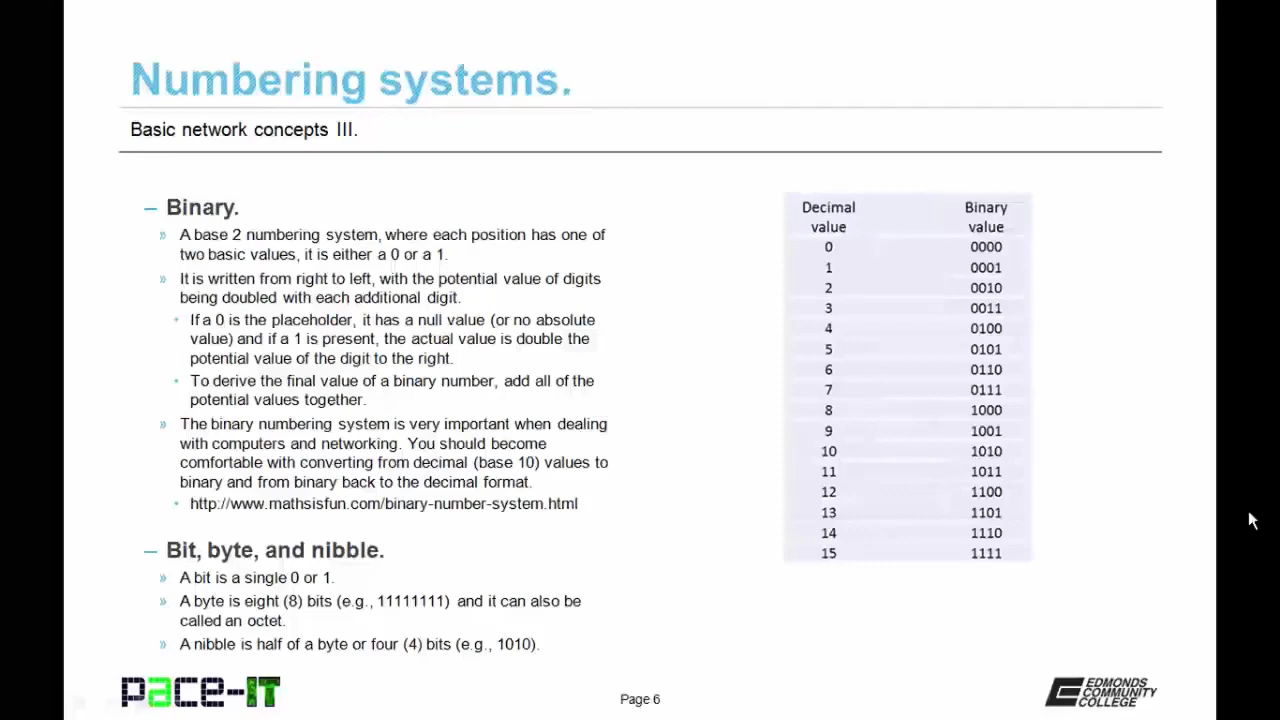 Numbering systems.
Basic network concepts III.
– Binary.
» A base 2 numbering system, where each position has one of
two basic values, it is either a 0 or a 1.
» It is written from right to left, with the potential value of digits
being doubled with each additional digit.
• If a 0 is the placeholder, it has a null value (or no absolute
value) and if a 1 is present, the actual value is double the
potential value of the digit to the right.
• To derive the final value of a binary number, add all of the
potential values together.
» The binary numbering system is very important when dealing
with computers and networking. You should become
comfortable with converting from decimal (base 10) values to
binary and from binary back to the decimal format.
• http://www.mathsisfun.com/binary-number-system.html
– Bit, byte, and nibble.
» A bit is a single 0 or 1.
» A byte is eight (8) bits (e.g., 11111111) and it can also be
called an octet.
» A nibble is half of a byte or four (4) bits (e.g., 1010).
Decimal Binary
value value
0 0000
1 0001
2 0010
3 0011
4 0100
5 0101
6 0110
7 0111
8 1000
9 1001
10 1010
11 1011
12 1100
13 1101
14 1110
15 1111
pace-IT
Page 6
EDMONDS
COMMUNITY
COLLEGE